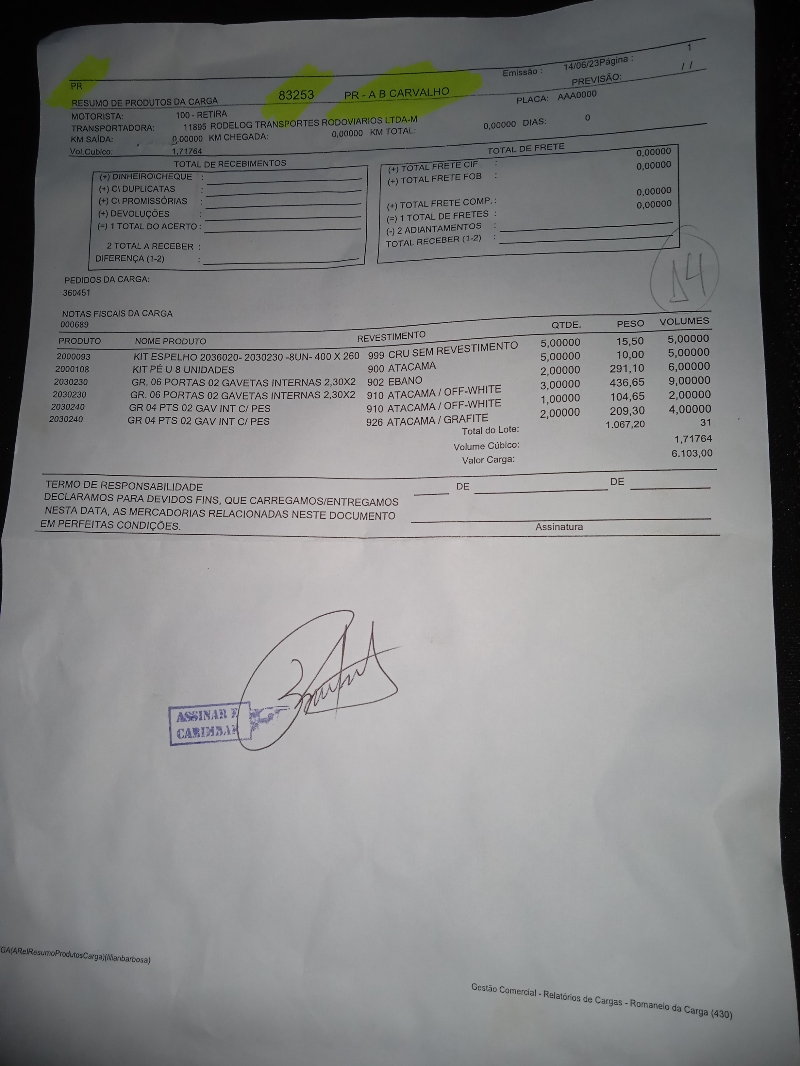 1
Emissão : 14/06/23Página :
PR
RESUMO DE PRODUTOS DA CARGA 83253 PR - A B CARVALHO PREVISÃO: / /
MOTORISTA: 100 - RETIRA PLACA: AAA0000
TRANSPORTADORA: 11895 RODELOG TRANSPORTES RODOVIARIOS LTDA-M
KM SAÍDA: 0,00000 KM CHEGADA: 0,00000 KM TOTAL: 0,00000 DIAS: 0
Vol.Cubico: 1,71764
TOTAL DE RECEBIMENTOS
(+) DINHEIRO\CHEQUE :
(+) C\ DUPLICATAS :
(+) C\ PROMISSÓRIAS :
(+) DEVOLUÇÕES :
(=) 1 TOTAL DO ACERTO :
2 TOTAL A RECEBER :
DIFERENÇA (1-2) :
TOTAL DE FRETE
(+) TOTAL FRETE CIF : 0,00000
(+) TOTAL FRETE FOB : 0,00000
(+) TOTAL FRETE COMP. : 0,00000
(=) 1 TOTAL DE FRETES : 0,00000
(-) 2 ADIANTAMENTOS :
TOTAL RECEBER (1-2) :
PEDIDOS DA CARGA:
360451
NOTAS FISCAIS DA CARGA
000689
PRODUTO NOME PRODUTO REVESTIMENTO QTDE. PESO VOLUMES
2000093 KIT ESPELHO 2036020- 2030230 -8UN- 400 X 260 999 CRU SEM REVESTIMENTO 5,00000 15,50 5,00000
2000108 KIT PÉ U 8 UNIDADES 900 ATACAMA 5,00000 10,00 5,00000
2030230 GR. 06 PORTAS 02 GAVETAS INTERNAS 2,30X2 902 EBANO 2,00000 291,10 6,00000
2030230 GR. 06 PORTAS 02 GAVETAS INTERNAS 2,30X2 910 ATACAMA / OFF-WHITE 3,00000 436,65 9,00000
2030240 GR 04 PTS 02 GAV INT C/ PES 910 ATACAMA / OFF-WHITE 1,00000 104,65 2,00000
2030240 GR 04 PTS 02 GAV INT C/ PES 926 ATACAMA / GRAFITE 2,00000 209,30 4,00000
Total do Lote: 1.067,20 31
Volume Cúbico: 1,71764
Valor Carga: 6.103,00
TERMO DE RESPONSABILIDADE
DECLARAMOS PARA DEVIDOS FINS, QUE CARREGAMOS/ENTREGAMOS
NESTA DATA, AS MERCADORIAS RELACIONADAS NESTE DOCUMENTO
EM PERFEITAS CONDIÇÕES.
DE DE
Assinatura
ASSINAR E
CARIMBAR
GA(ARelResumoProdutosCarga)(lilianbarbosa)
Gestão Comercial - Relatórios de Cargas - Romaneio da Carga (430)